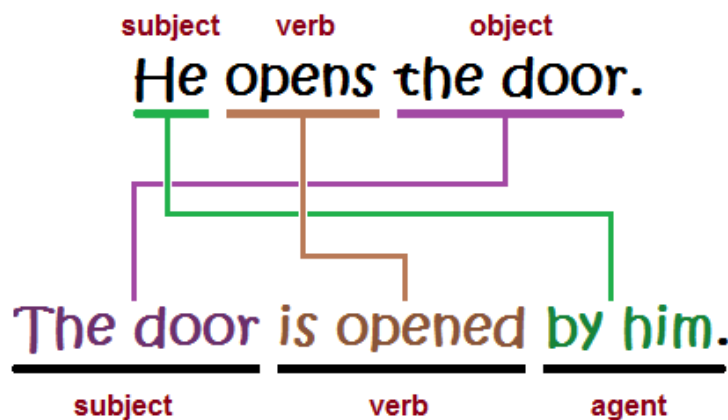 subject verb object
He opens the door.
The door is opened by him.
subject verb agent